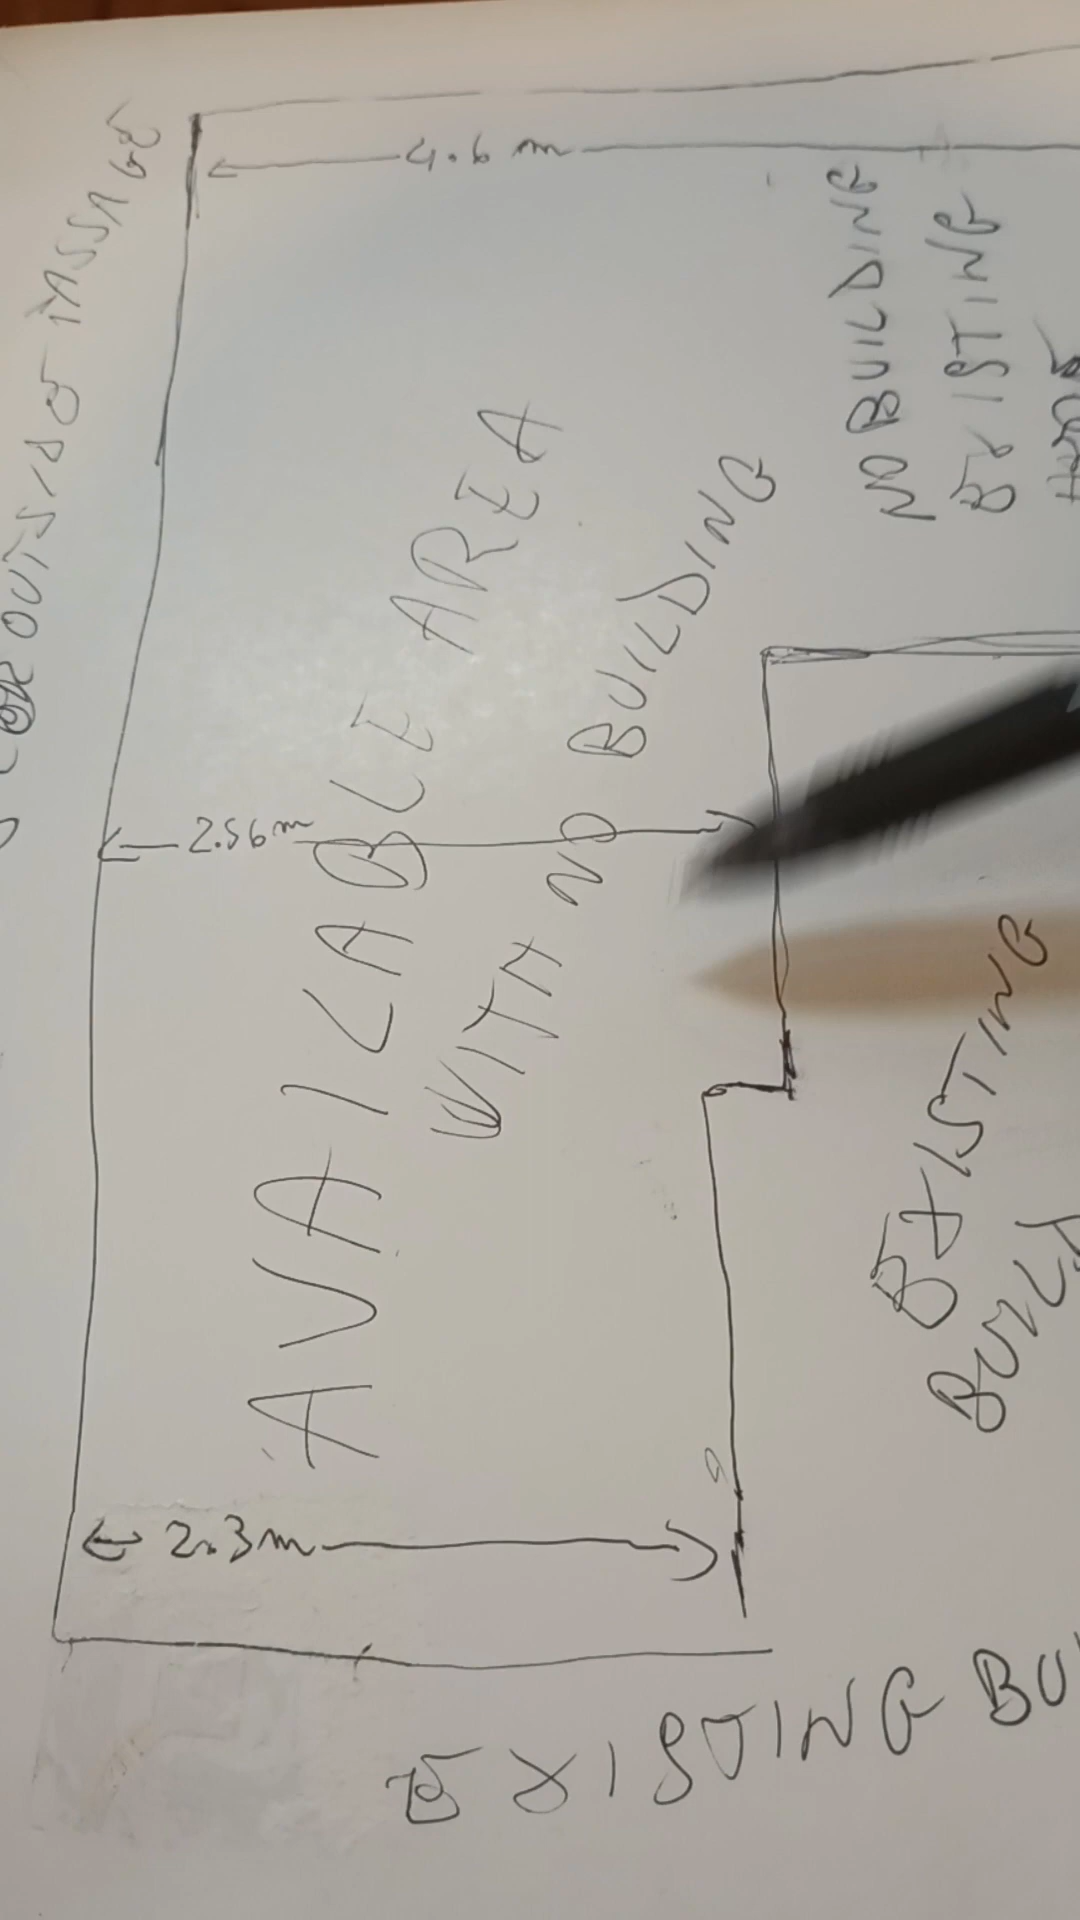 4.6 m
NO BUILDING
EXISTING
OUTSIDE PASSAGE
AVAILABLE AREA
WITH NO BUILDING
2.56m
EXISTING
BUILD
2.3m
EXISTING BU